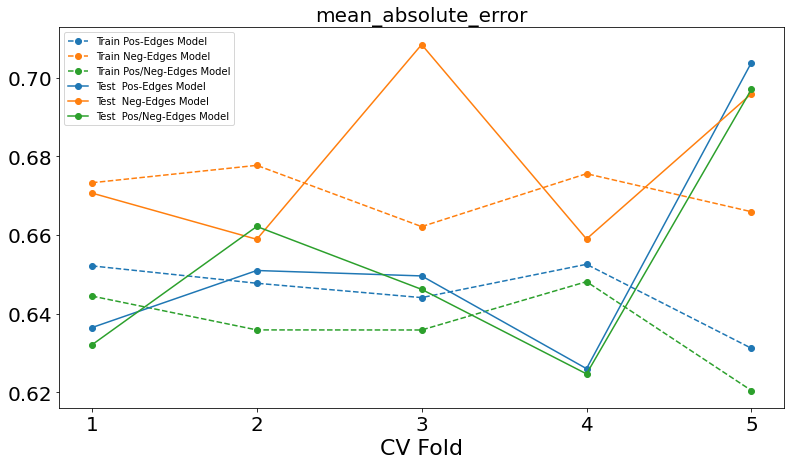 mean_absolute_error
Train Pos-Edges Model
Train Neg-Edges Model
Train Pos/Neg-Edges Model
Test  Pos-Edges Model
Test  Neg-Edges Model
Test  Pos/Neg-Edges Model
0.70
0.68
0.66
0.64
0.62
1 2 3 4 5
CV Fold